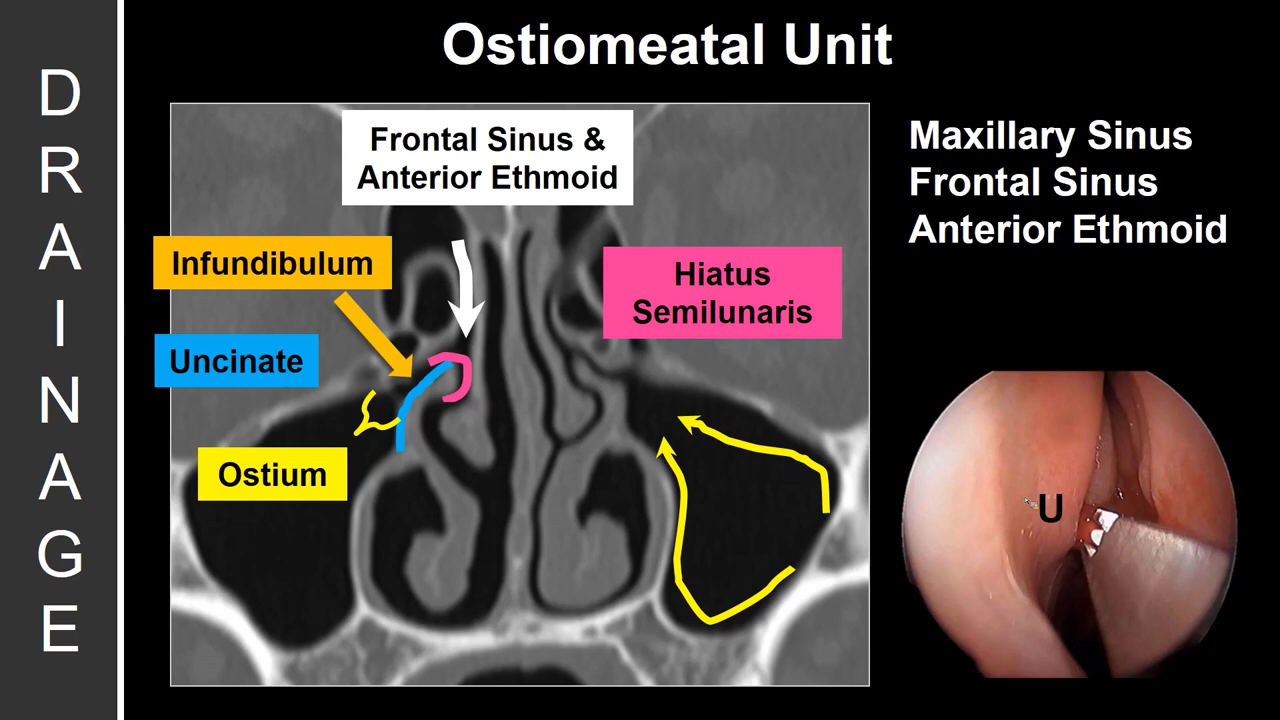 DRAINAGE
Ostiomeatal Unit
Frontal Sinus &
Anterior Ethmoid
Infundibulum
Uncinate
Ostium
Hiatus
Semilunaris
Maxillary Sinus
Frontal Sinus
Anterior Ethmoid
U